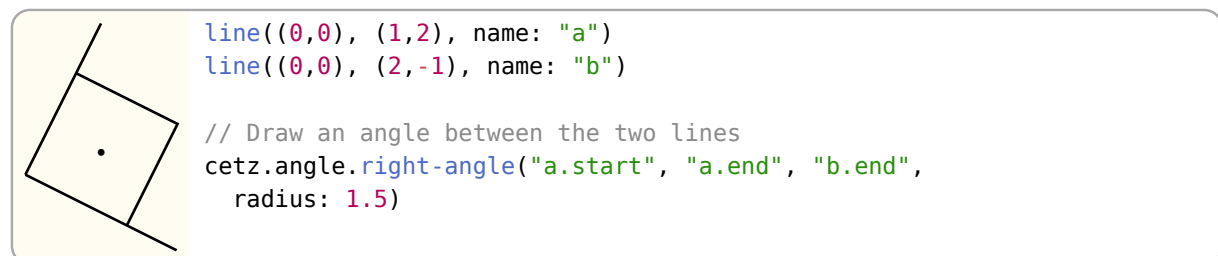 line((0,0), (1,2), name: "a")
line((0,0), (2,-1), name: "b")
// Draw an angle between the two lines
cetz.angle.right-angle("a.start", "a.end", "b.end",
  radius: 1.5)